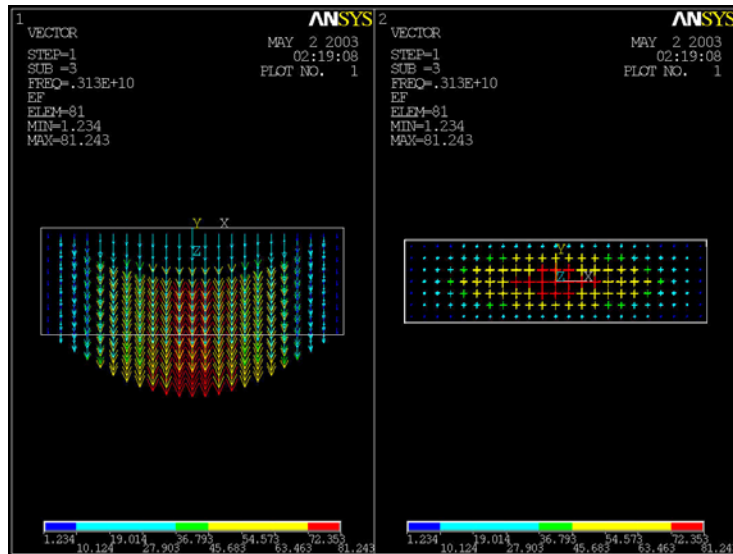 1
ANSYS
VECTOR
MAY 2 2003
02:19:08
PLOT NO. 1
STEP=1
SUB =3
FREQ=.313E+10
EF
ELEM=81
MIN=1.234
MAX=81.243
Y X
Z
1.234 19.014 36.793 54.573 72.353
10.124 27.903 45.683 63.463 81.243
2
ANSYS
VECTOR
MAY 2 2003
02:19:08
PLOT NO. 1
STEP=1
SUB =3
FREQ=.313E+10
EF
ELEM=81
MIN=1.234
MAX=81.243
Y
Z X
1.234 19.014 36.793 54.573 72.353
10.124 27.903 45.683 63.463 81.243